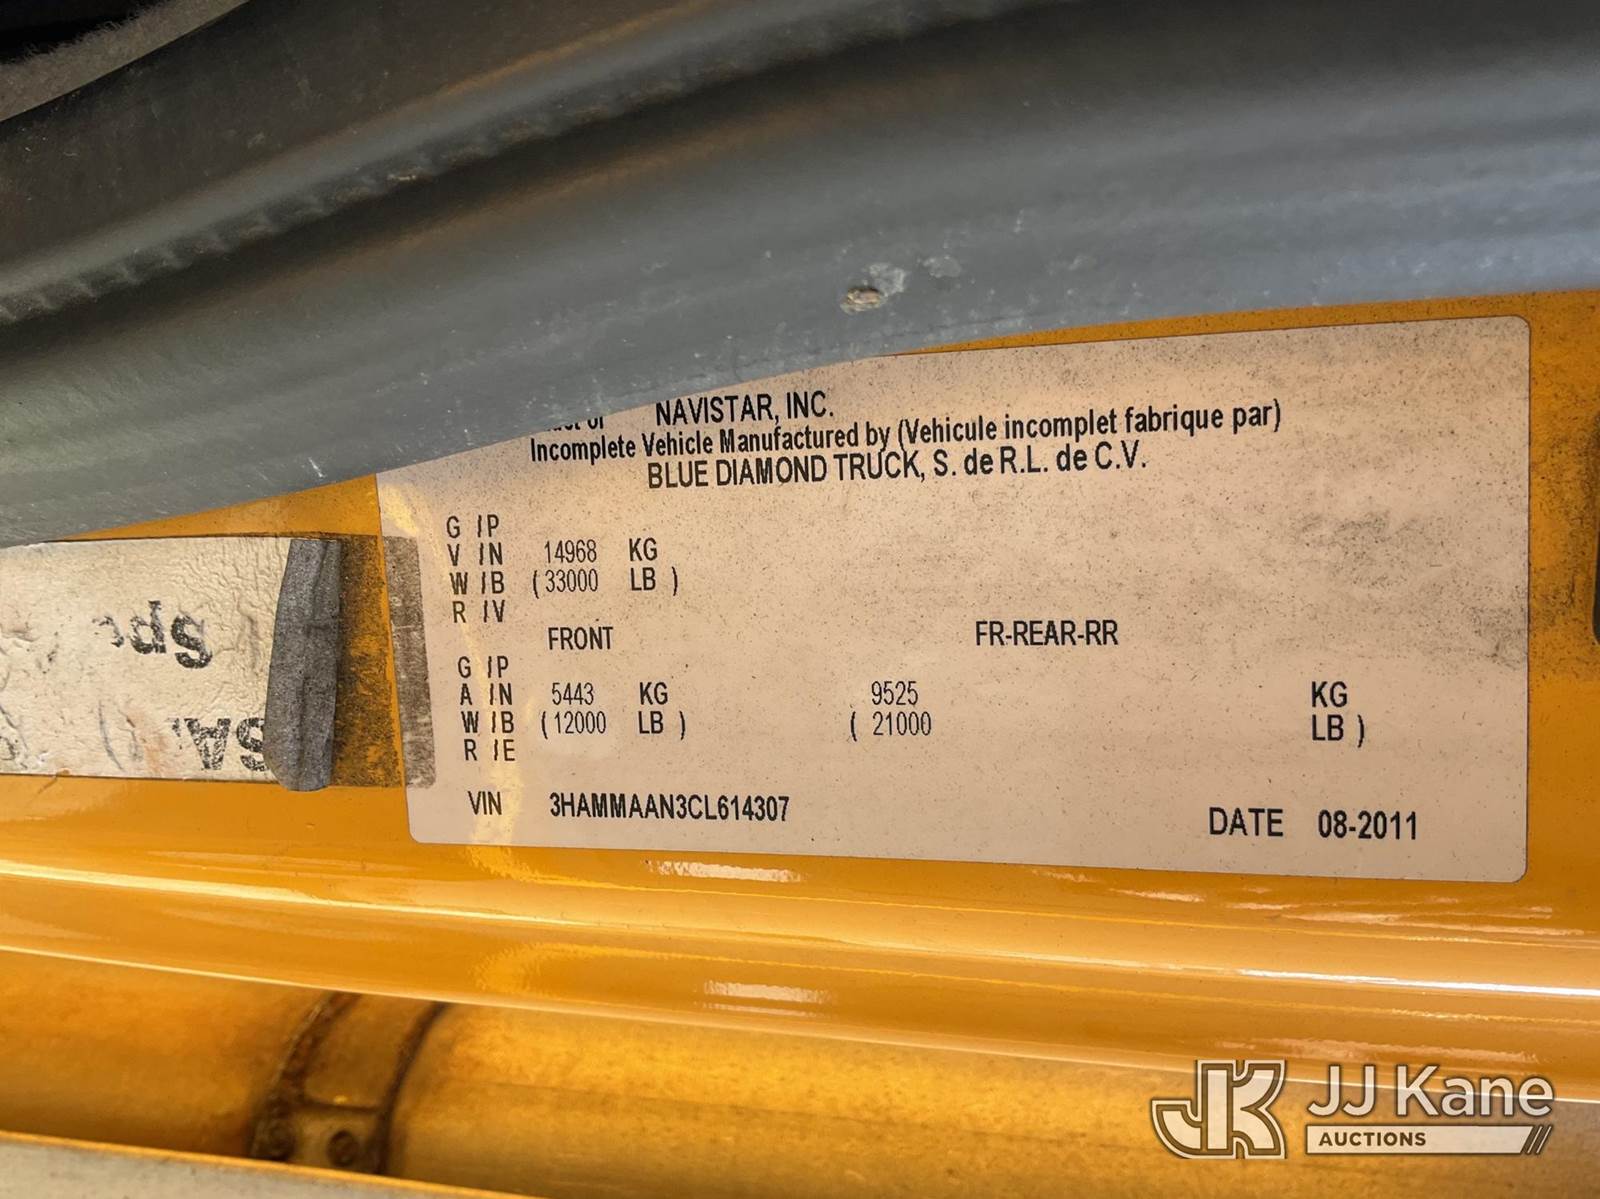 NAVISTAR, INC.
Incomplete Vehicle Manufactured by (Vehicule incomplet fabrique par)
BLUE DIAMOND TRUCK, S. de R.L. de C.V.
G /P
V /N 14968 KG
W /B ( 33000 LB )
R /V
FRONT FR-REAR-RR
G /P
A /N 5443 KG 9525 KG
W /B ( 12000 LB ) ( 21000 LB )
R /E
VIN 3HAMMAAN3CL614307 DATE 08-2011
JJ Kane
AUCTIONS